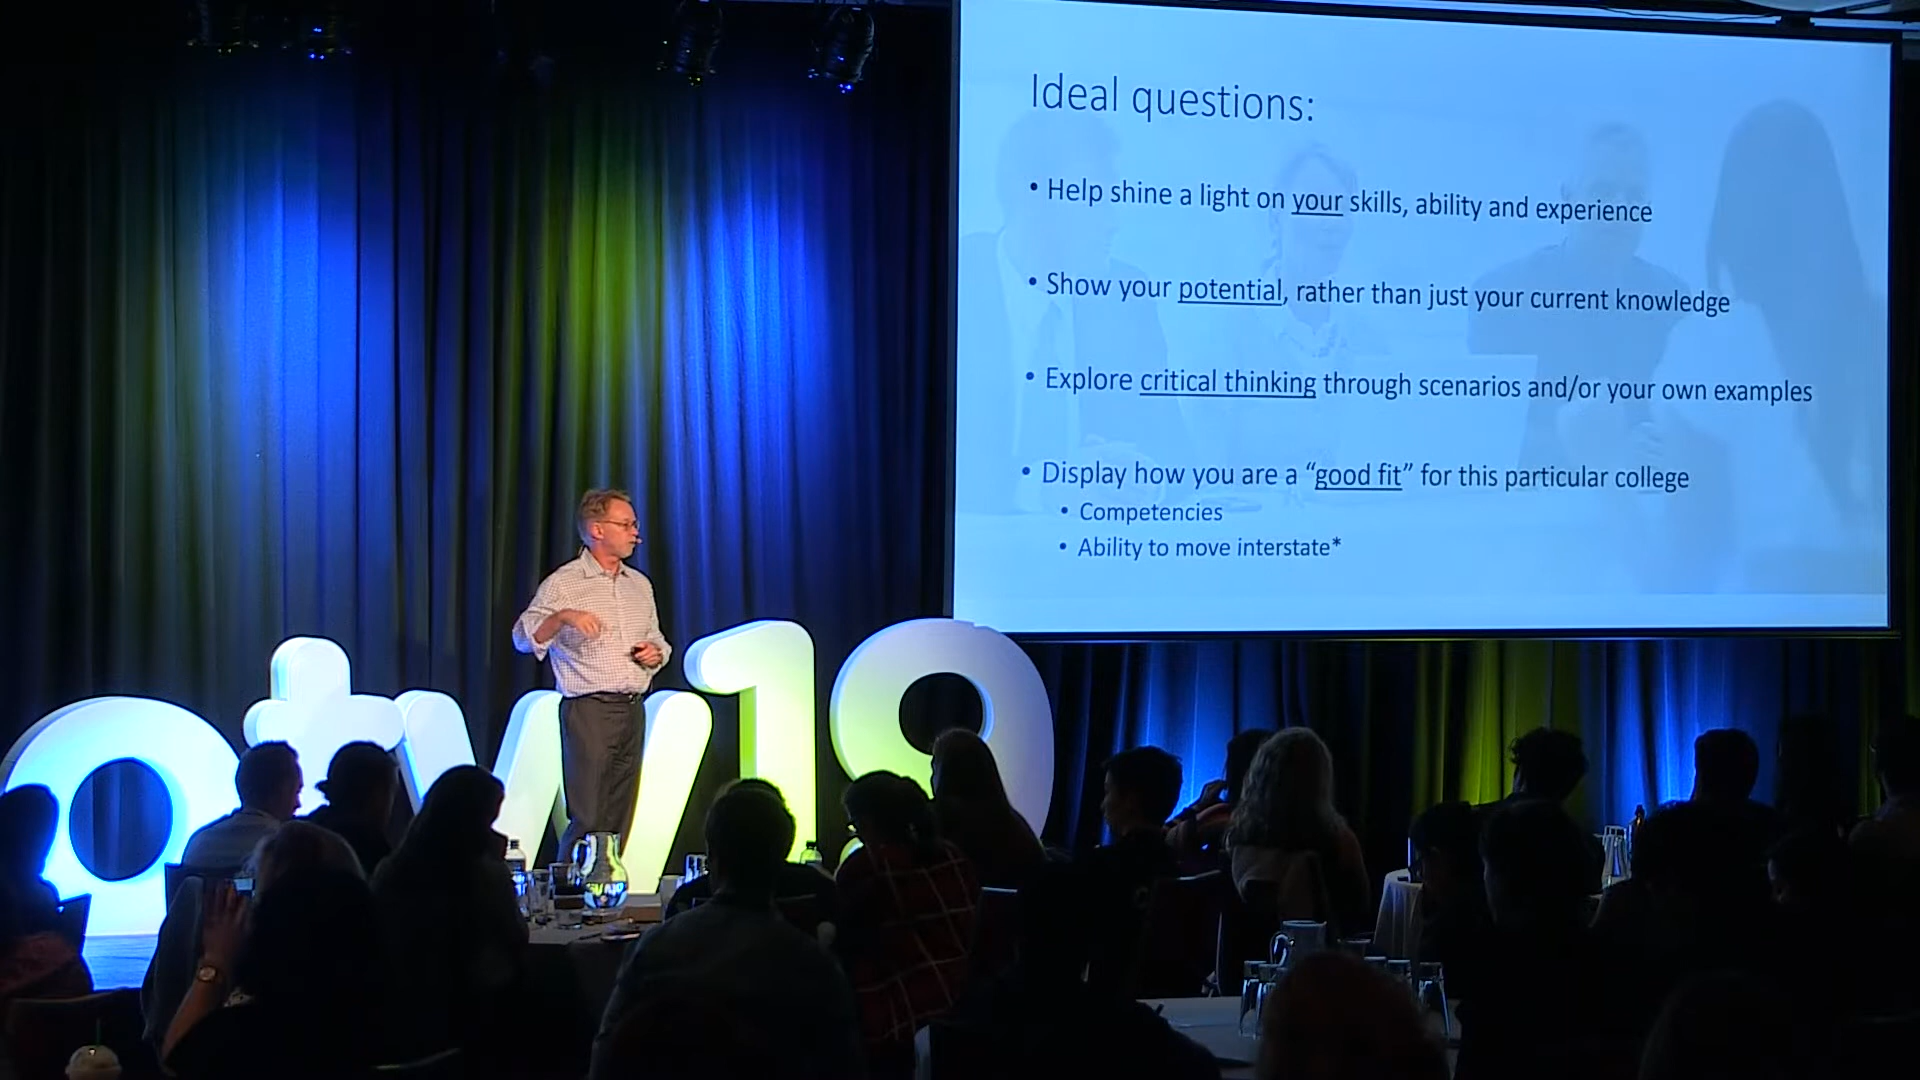 Ideal questions:
• Help shine a light on your skills, ability and experience
• Show your potential, rather than just your current knowledge
• Explore critical thinking through scenarios and/or your own examples
• Display how you are a “good fit” for this particular college
• Competencies
• Ability to move interstate*
gtw19